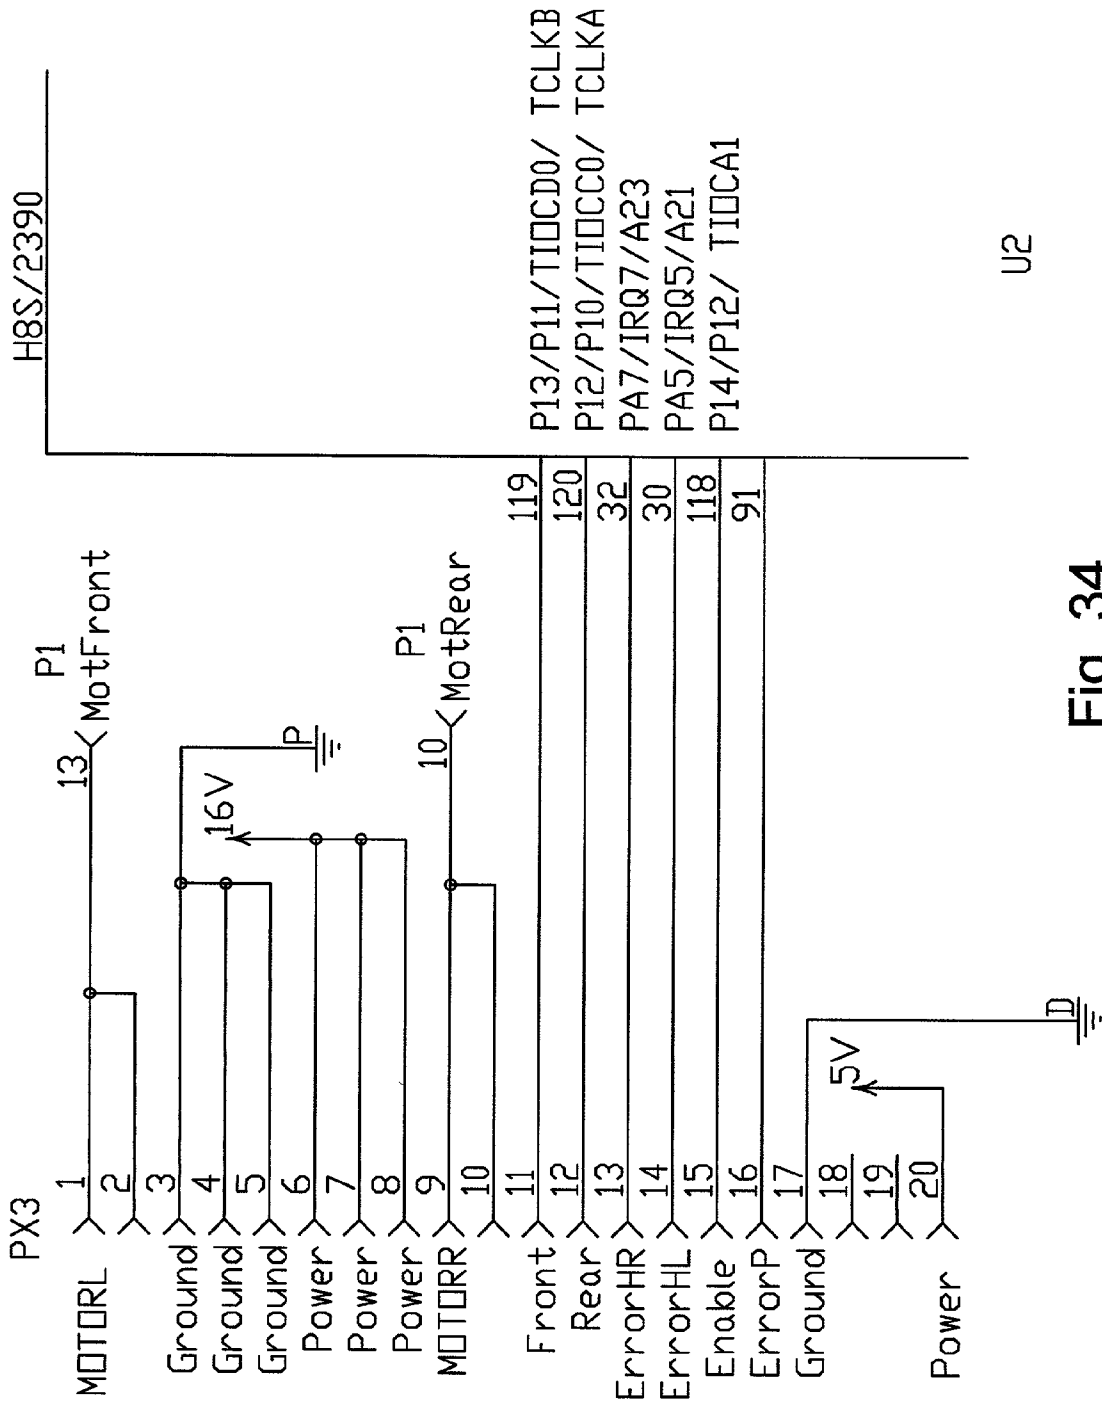 H8S/2390
PX3
MOTORL
1
13
P1
MotFront
2
Ground
3
Ground
4
16V
P
Ground
5
Power
6
Power
7
Power
8
MOTORR
9
10
P1
MotRear
10
Front
11
119
P13/P11/TIOCD0/ TCLKB
Rear
12
120
P12/P10/TIOCC0/ TCLKA
ErrorHR
13
32
PA7/IRQ7/A23
ErrorHL
14
30
PA5/IRQ5/A21
Enable
15
118
P14/P12/ TIOCA1
ErrorP
16
91
Ground
17
D
18
5V
19
Power
20
U2
Fig 34